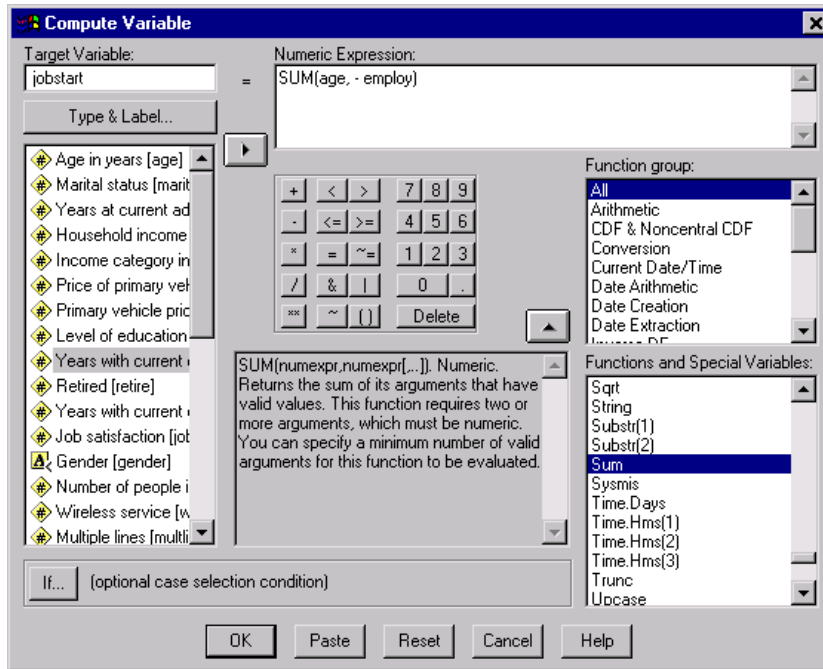 Compute Variable
Target Variable:
jobstart
Type & Label...
=
Numeric Expression:
SUM(age, - employ)
Age in years [age]
Marital status [marit
Years at current ad
Household income
Income category in
Price of primary veh
Primary vehicle pric
Level of education
Years with current
Retired [retire]
Years with current
Job satisfaction [jot
Gender [gender]
Number of people i
Wireless service [w
Multiple lines [multli
+ < > 7 8 9
- <= >= 4 5 6
* = ~= 1 2 3
/ & | 0 .
** ~ () Delete
SUM(numexpr,numexpr[,..]). Numeric.
Returns the sum of its arguments that have
valid values. This function requires two or
more arguments, which must be numeric.
You can specify a minimum number of valid
arguments for this function to be evaluated.
Function group:
All
Arithmetic
CDF & Noncentral CDF
Conversion
Current Date/Time
Date Arithmetic
Date Creation
Date Extraction
Inverse DF
Functions and Special Variables:
Sqrt
String
Substr(1)
Substr(2)
Sum
Sysmis
Time.Days
Time.Hms(1)
Time.Hms(2)
Time.Hms(3)
Trunc
Upcase
If... (optional case selection condition)
OK Paste Reset Cancel Help